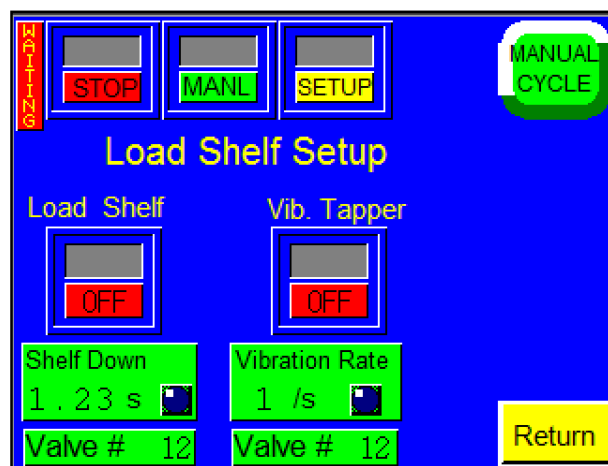 WAITING
STOP MANL SETUP
MANUAL
CYCLE
Load Shelf Setup
Load Shelf Vib. Tapper
OFF OFF
Shelf Down Vibration Rate
1.23 s 1 /s
Valve # 12 Valve # 12
Return